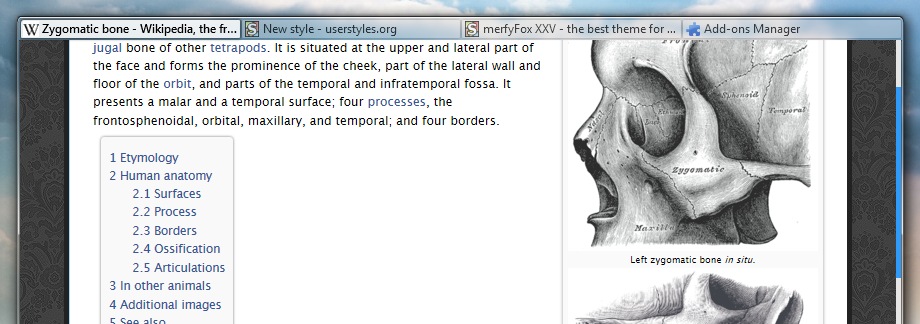 Zygomatic bone - Wikipedia, the fr...
New style - userstyles.org
merfyFox XXV - the best theme for ...
Add-ons Manager
jugal bone of other tetrapods. It is situated at the upper and lateral part of
the face and forms the prominence of the cheek, part of the lateral wall and
floor of the orbit, and parts of the temporal and infratemporal fossa. It
presents a malar and a temporal surface; four processes, the
frontosphenoidal, orbital, maxillary, and temporal; and four borders.
1 Etymology
2 Human anatomy
2.1 Surfaces
2.2 Process
2.3 Borders
2.4 Ossification
2.5 Articulations
3 In other animals
4 Additional images
5 See also
Sphenoid
Temporal
Nasal
Zygomatic
Maxilla
Left zygomatic bone in situ.